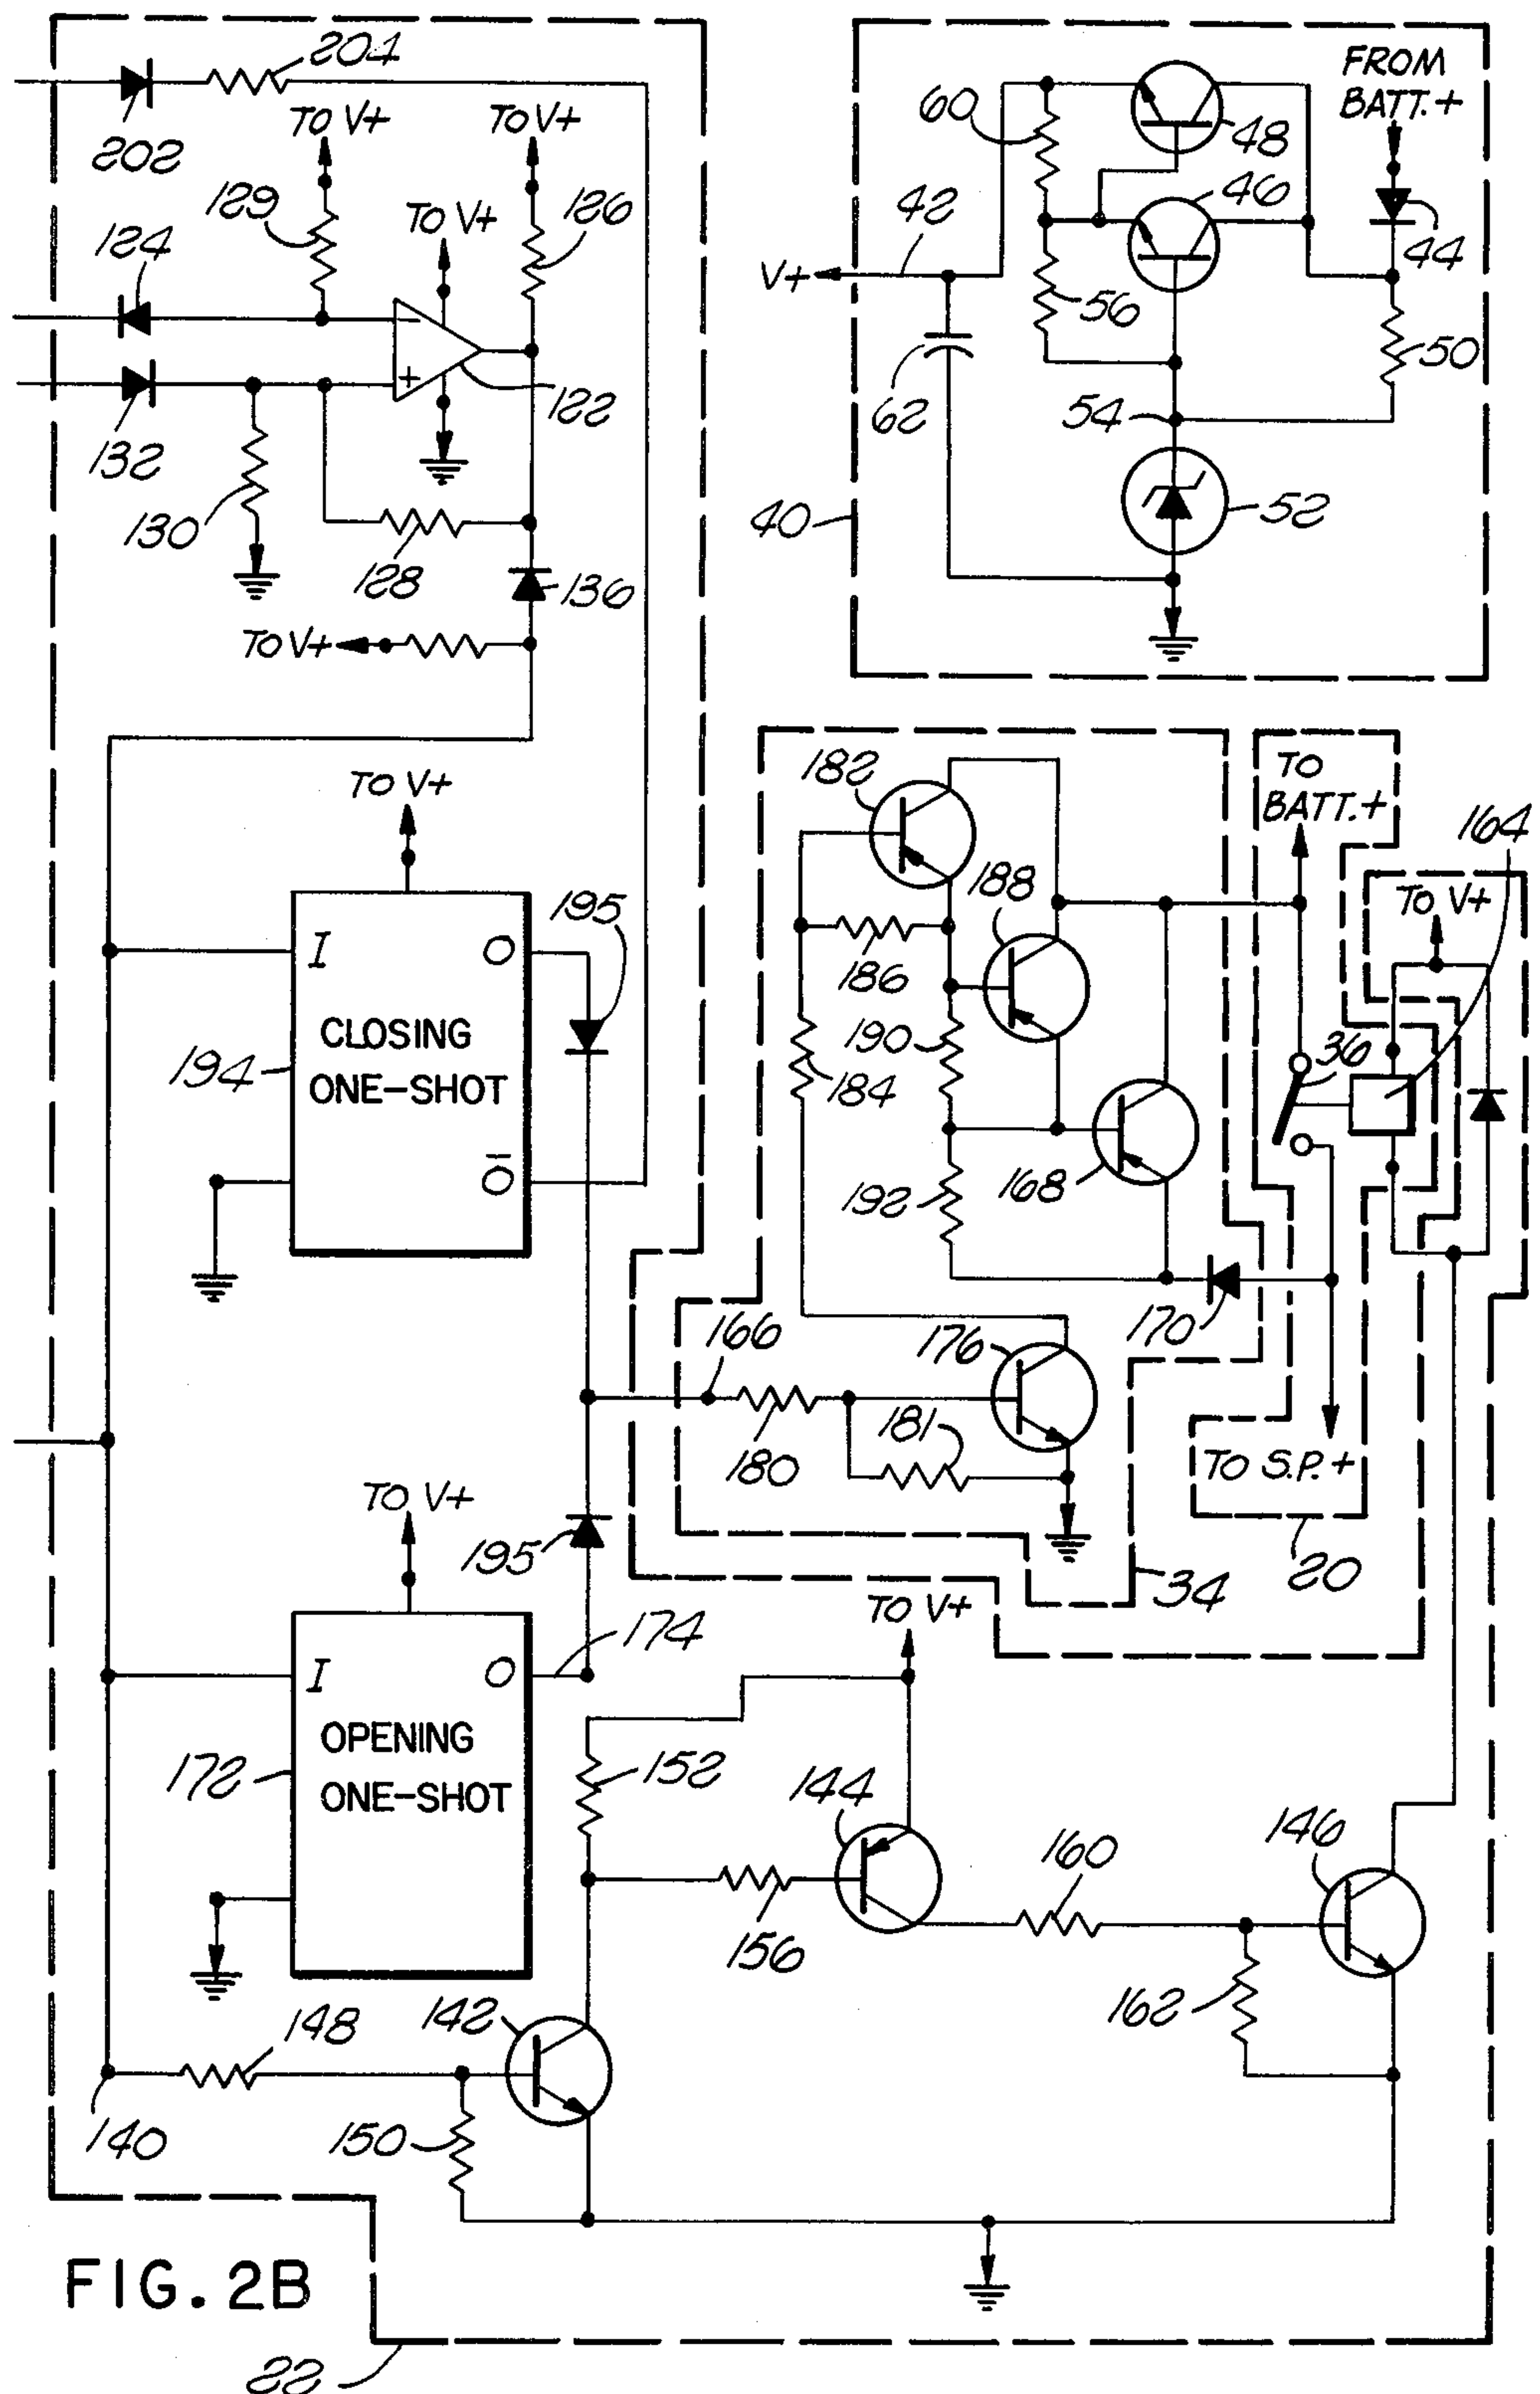 204
FROM
BATT.+
TO V+
TO V+
60
48
202
129
126
46
42
124
TO V+
44
V+
56
50
-
+
122
62
54
132
40
52
130
128
136
TO V+
182
TO
BATT.+
164
TO V+
188
TO V+
195
186
I
O
CLOSING
ONE-SHOT
194
190
184
36
O
192
168
166
176
170
181
180
TO S.P.+
TO V+
195
20
34
TO V+
174
I
O
OPENING
ONE-SHOT
172
152
144
160
146
156
162
148
142
140
150
FIG. 2B
22